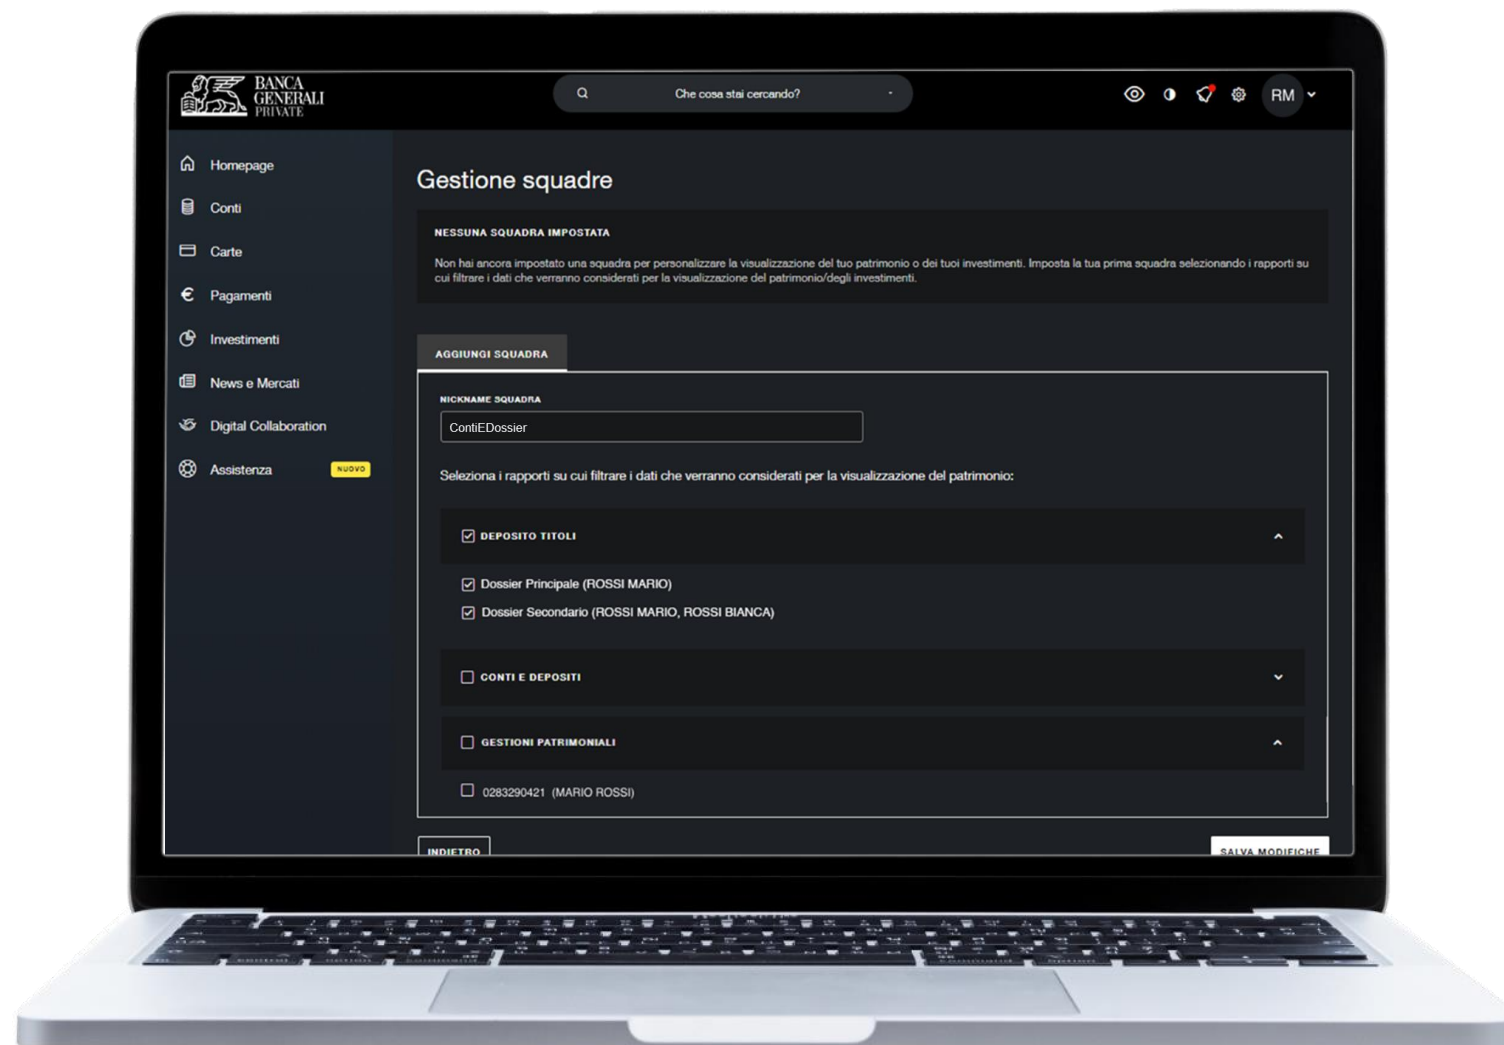 BANCA
GENERALI
PRIVATE
Che cosa stai cercando?
RM
Homepage
Conti
Carte
Pagamenti
Investimenti
News e Mercati
Digital Collaboration
Assistenza
NUOVO
Gestione squadre
NESSUNA SQUADRA IMPOSTATA
Non hai ancora impostato una squadra per personalizzare la visualizzazione del tuo patrimonio o dei tuoi investimenti. Imposta la tua prima squadra selezionando i rapporti su
cui filtrare i dati che verranno considerati per la visualizzazione del patrimonio/degli investimenti.
AGGIUNGI SQUADRA
NICKNAME SQUADRA
ContiEDossier
Seleziona i rapporti su cui filtrare i dati che verranno considerati per la visualizzazione del patrimonio:
DEPOSITO TITOLI
Dossier Principale (ROSSI MARIO)
Dossier Secondario (ROSSI MARIO, ROSSI BIANCA)
CONTI E DEPOSITI
GESTIONI PATRIMONIALI
0283290421 (MARIO ROSSI)
INDIETRO
SALVA MODIFICHE